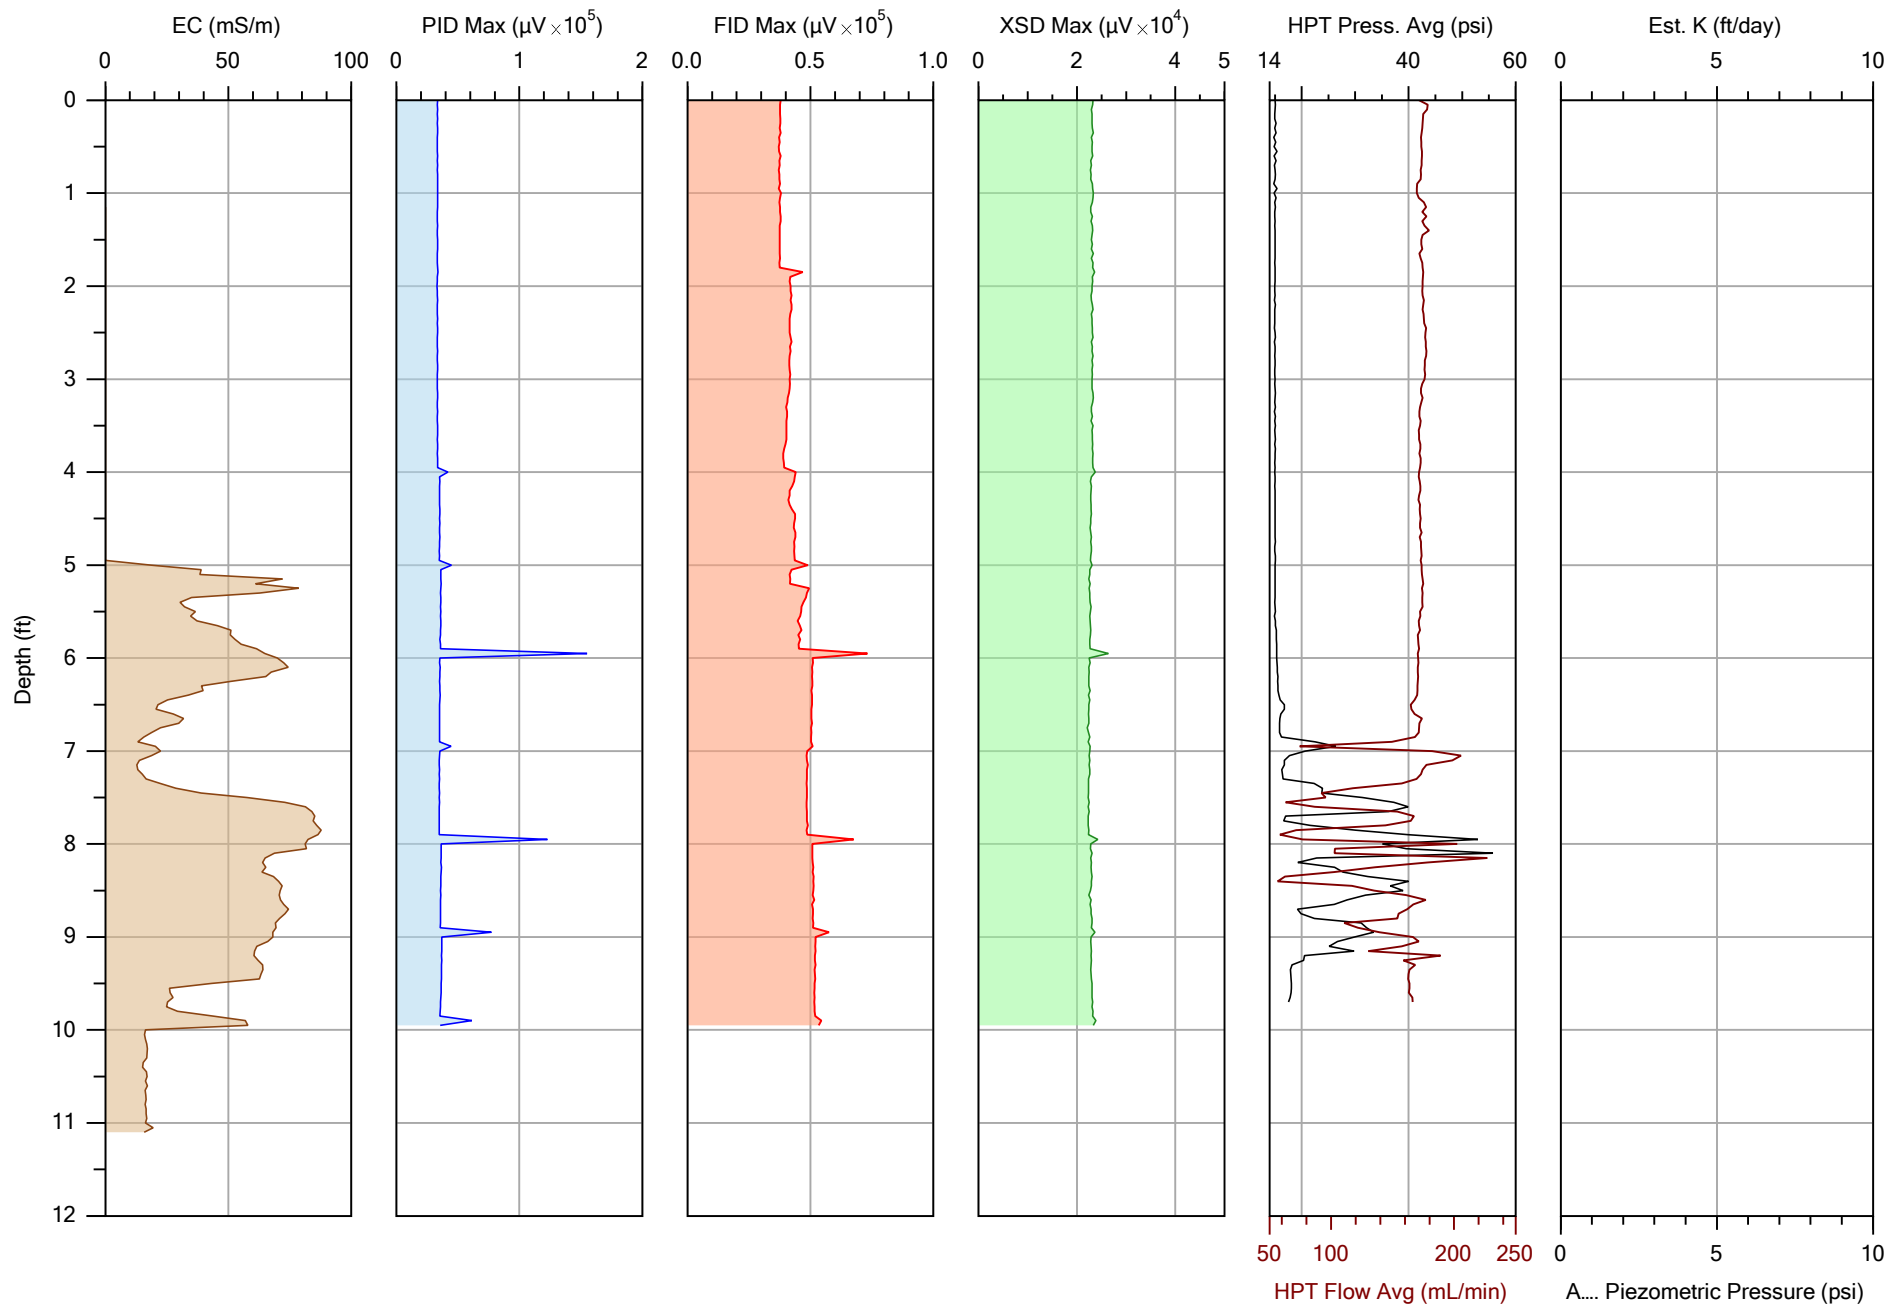 EC (mS/m) PID Max (µV ×10⁵) FID Max (µV ×10⁵) XSD Max (µV ×10⁴) HPT Press. Avg (psi) Est. K (ft/day)
0 50 100 0 1 2 0.0 0.5 1.0 0 2 4 5 14 40 60 0 5 10
Depth (ft)
0
1
2
3
4
5
6
7
8
9
10
11
12
50 100 200 250 0 5 10
HPT Flow Avg (mL/min) A.... Piezometric Pressure (psi)